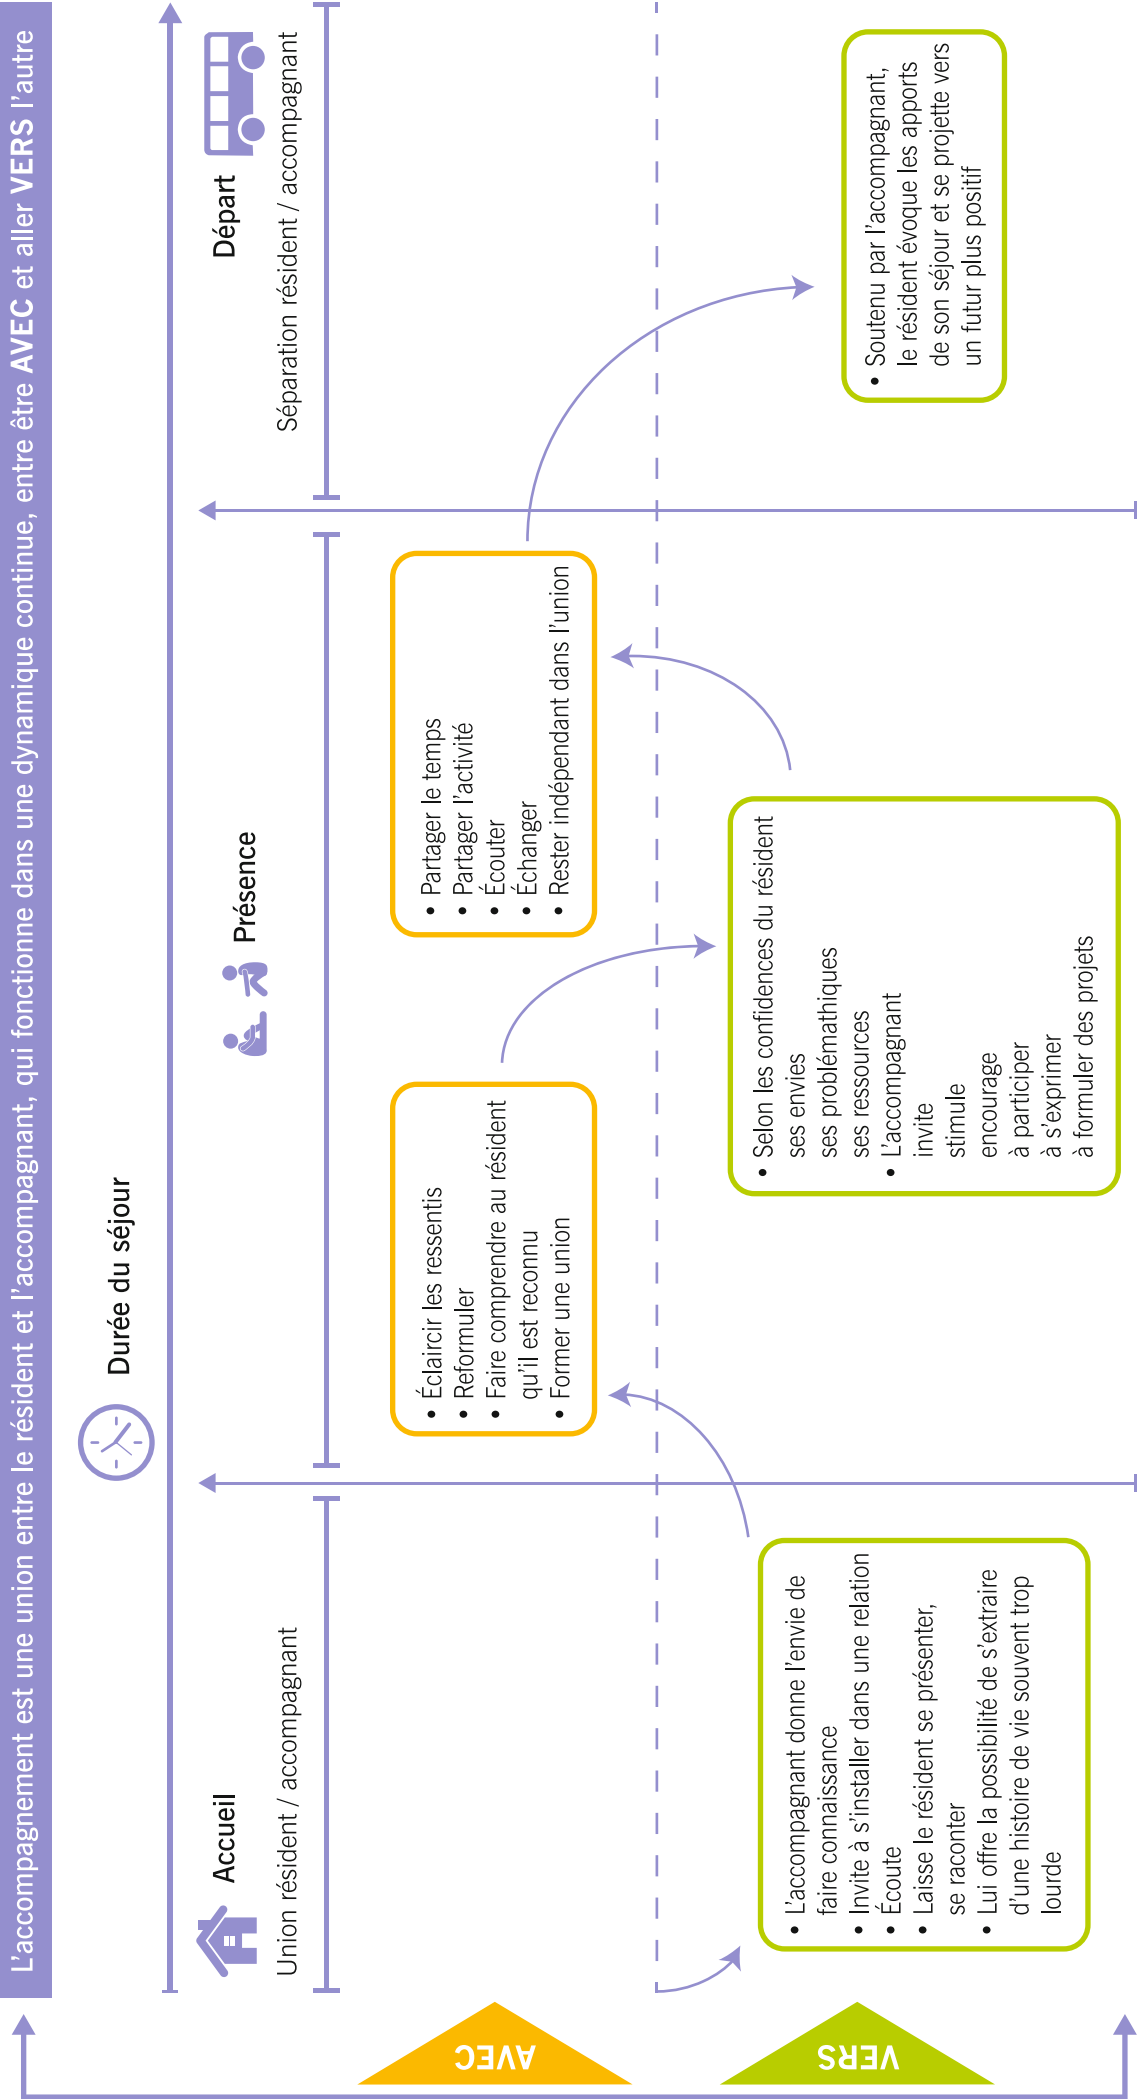 L'accompagnement est une union entre le résident et l'accompagnant, qui fonctionne dans une dynamique continue, entre être AVEC et aller VERS l'autre
Durée du séjour
Accueil
Union résident / accompagnant
Présence
Départ
Séparation résident / accompagnant
AVEC
• Éclaircir les ressentis
• Reformuler
• Faire comprendre au résident
qu'il est reconnu
• Former une union
• Partager le temps
• Partager l'activité
• Écouter
• Échanger
• Rester indépendant dans l'union
VERS
• L'accompagnant donne l'envie de
faire connaissance
• Invite à s'installer dans une relation
• Écoute
• Laisse le résident se présenter,
se raconter
• Lui offre la possibilité de s'extraire
d'une histoire de vie souvent trop
lourde
• Selon les confidences du résident
ses envies
ses problémathiques
ses ressources
• L'accompagnant
invite
stimule
encourage
à participer
à s'exprimer
à formuler des projets
• Soutenu par l'accompagnant,
le résident évoque les apports
de son séjour et se projette vers
un futur plus positif